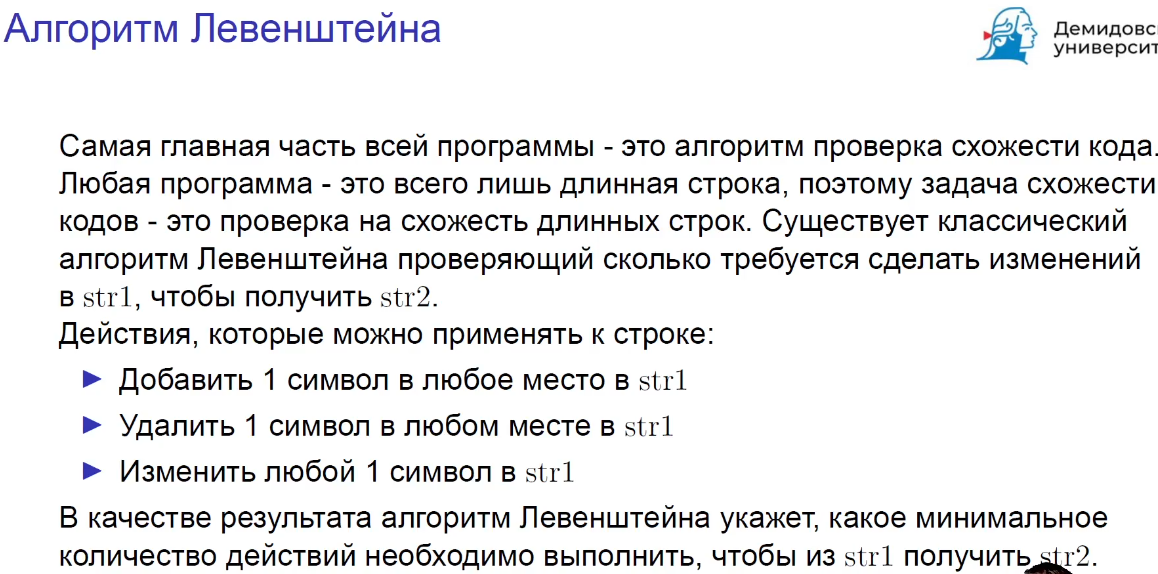 Алгоритм Левенштейна
Демидовс
университ
Самая главная часть всей программы - это алгоритм проверка схожести кода.
Любая программа - это всего лишь длинная строка, поэтому задача схожести
кодов - это проверка на схожесть длинных строк. Существует классический
алгоритм Левенштейна проверяющий сколько требуется сделать изменений
в str1, чтобы получить str2.
Действия, которые можно применять к строке:
Добавить 1 символ в любое место в str1
Удалить 1 символ в любом месте в str1
Изменить любой 1 символ в str1
В качестве результата алгоритм Левенштейна укажет, какое минимальное
количество действий необходимо выполнить, чтобы из str1 получить str2.